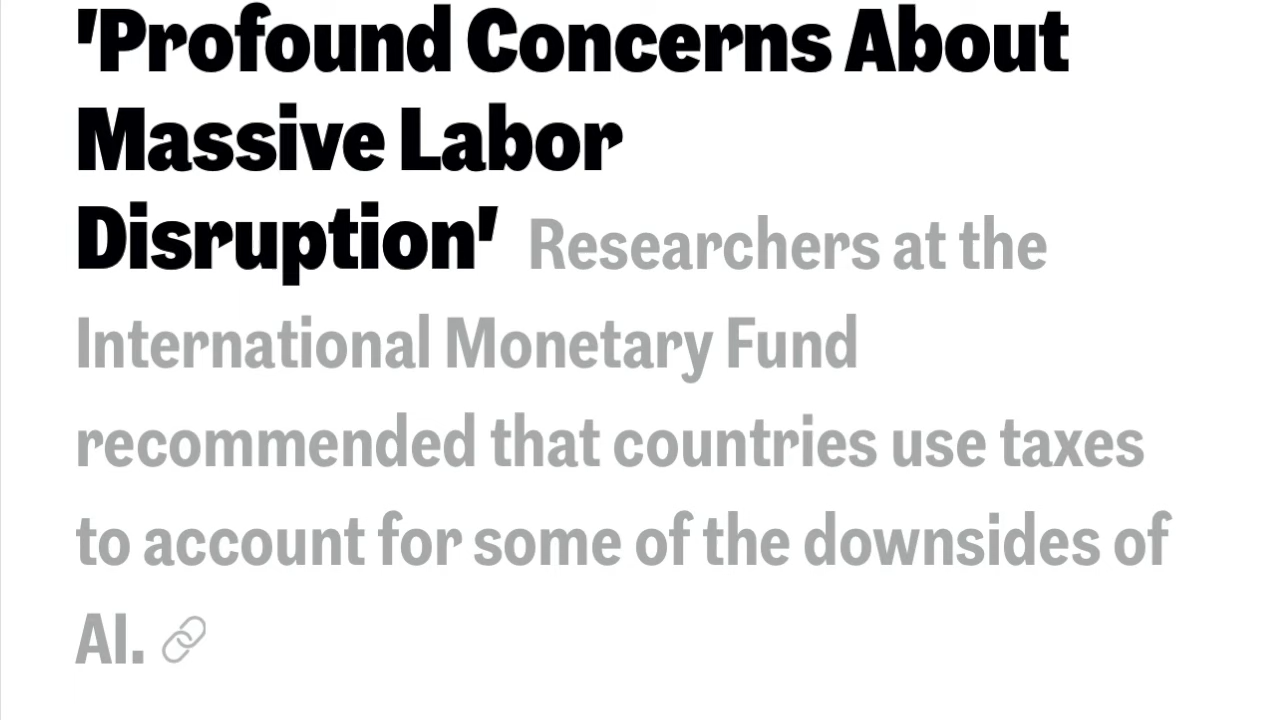 'Profound Concerns About
Massive Labor
Disruption' Researchers at the
International Monetary Fund
recommended that countries use taxes
to account for some of the downsides of
AI.